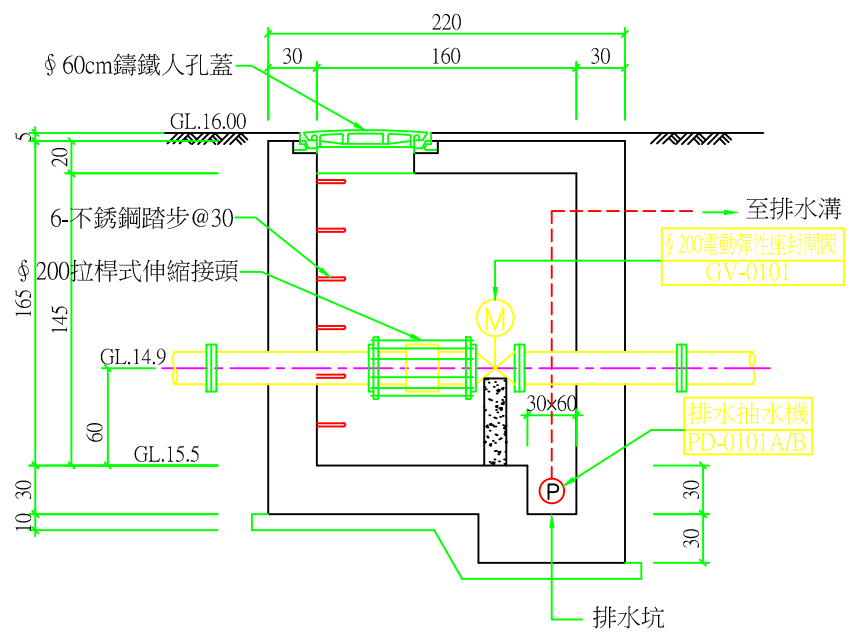 220
30
160
30
∮60cm鑄鐵人孔蓋
GL.16.00
5
20
6-不銹鋼踏步@30
至排水溝
∮200電動彈性座封閘閥
GV-0101
∮200拉桿式伸縮接頭
165
145
M
GL.14.9
30×60
排水抽水機
PD-0101A/B
60
GL.15.5
P
30
30
10
30
排水坑